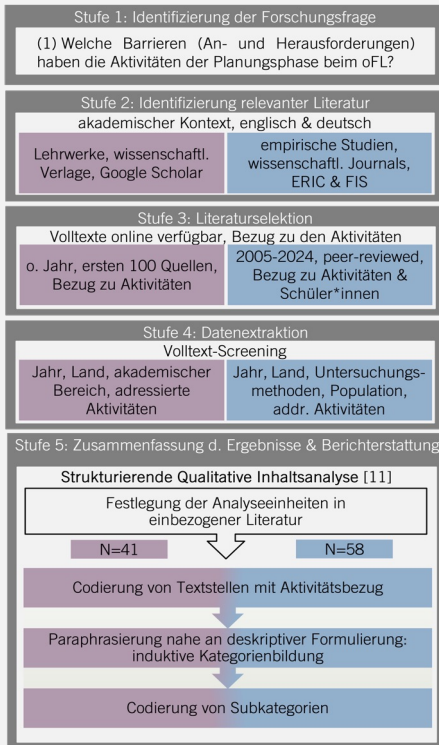 Stufe 1: Identifizierung der Forschungsfrage
(1) Welche Barrieren (An- und Herausforderungen)
haben die Aktivitäten der Planungsphase beim oFL?
Stufe 2: Identifizierung relevanter Literatur
akademischer Kontext, englisch & deutsch
Lehrwerke, wissenschaftl.
Verlage, Google Scholar
empirische Studien,
wissenschaftl. Journals,
ERIC & FIS
Stufe 3: Literaturselektion
Volltexte online verfügbar, Bezug zu den Aktivitäten
o. Jahr, ersten 100 Quellen,
Bezug zu Aktivitäten
2005-2024, peer-reviewed,
Bezug zu Aktivitäten &
Schüler*innen
Stufe 4: Datenextraktion
Volltext-Screening
Jahr, Land, akademischer
Bereich, adressierte
Aktivitäten
Jahr, Land, Untersuchungs-
methoden, Population,
addr. Aktivitäten
Stufe 5: Zusammenfassung d. Ergebnisse & Berichterstattung
Strukturierende Qualitative Inhaltsanalyse [11]
Festlegung der Analyseeinheiten in
einbezogener Literatur
N=41
N=58
Codierung von Textstellen mit Aktivitätsbezug
Paraphrasierung nahe an deskriptiver Formulierung:
induktive Kategorienbildung
Codierung von Subkategorien